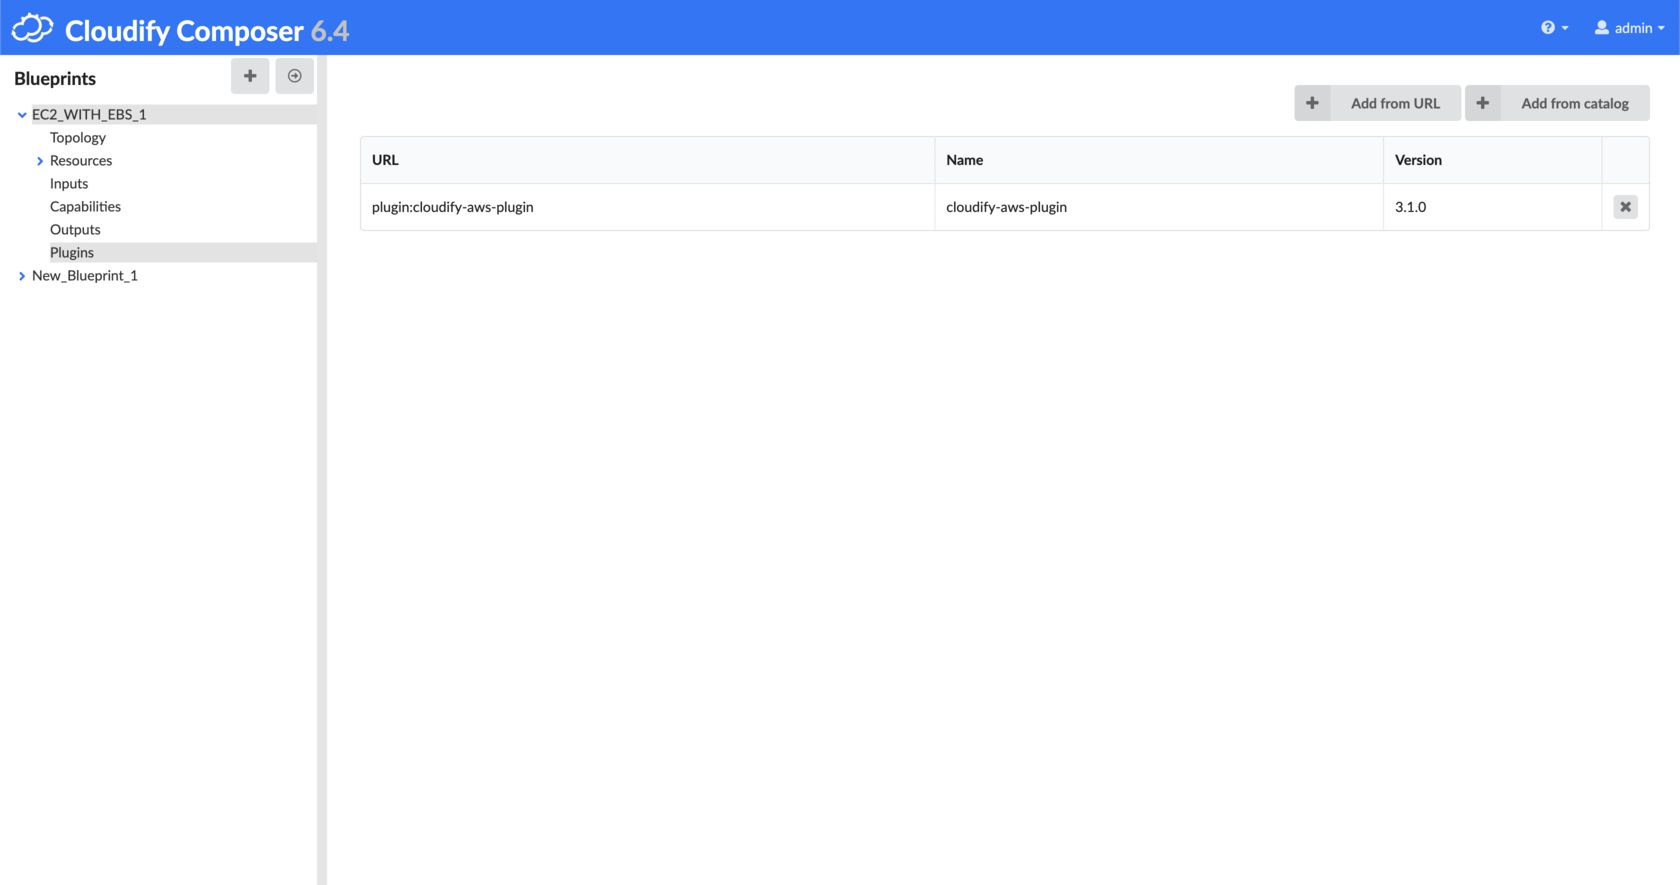 Cloudify Composer 6.4
admin
Blueprints
EC2_WITH_EBS_1
Topology
Resources
Inputs
Capabilities
Outputs
Plugins
New_Blueprint_1
Add from URL
Add from catalog
URL Name Version
plugin:cloudify-aws-plugin cloudify-aws-plugin 3.1.0